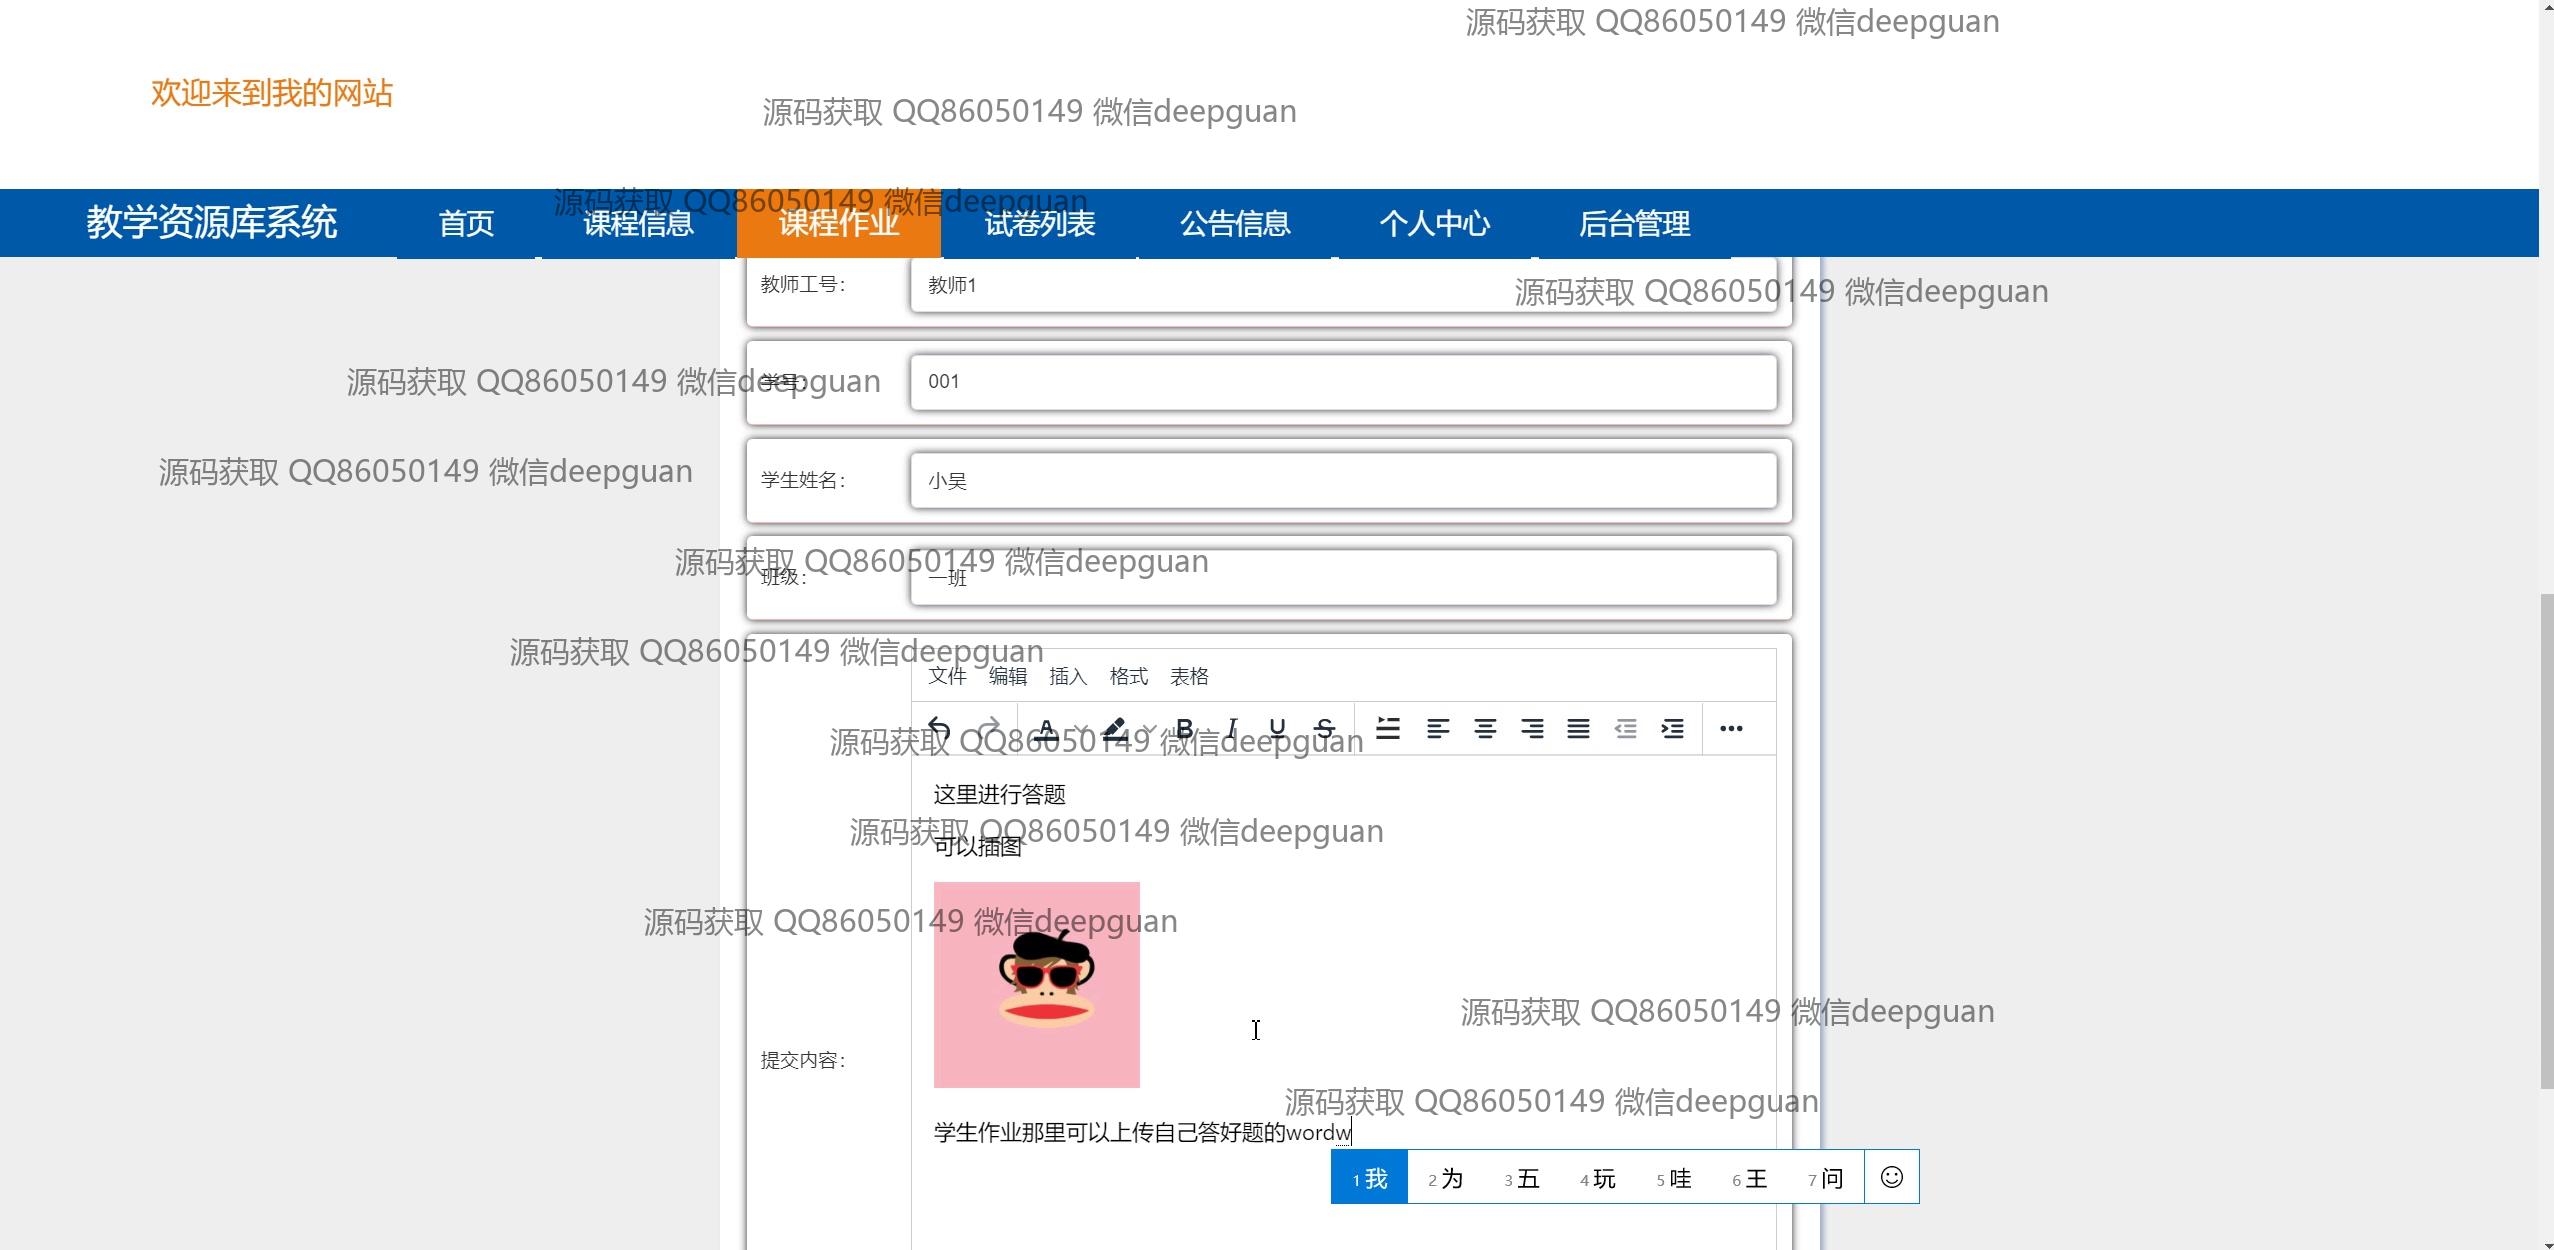 源码获取 QQ86050149 微信deepguan
欢迎来到我的网站
源码获取 QQ86050149 微信deepguan
源码获取 QQ86050149 微信deepguan
教学资源库系统 首页 课程信息 课程作业 试卷列表 公告信息 个人中心 后台管理
教师工号： 教师1
源码获取 QQ86050149 微信deepguan
源码获取 QQ86050149 微信deepguan
学号： 001
源码获取 QQ86050149 微信deepguan
学生姓名： 小吴
源码获取 QQ86050149 微信deepguan
班级： 一班
源码获取 QQ86050149 微信deepguan
文件 编辑 插入 格式 表格
源码获取 QQ86050149 微信deepguan
这里进行答题
源码获取 QQ86050149 微信deepguan
可以插图
源码获取 QQ86050149 微信deepguan
源码获取 QQ86050149 微信deepguan
提交内容：
源码获取 QQ86050149 微信deepguan
学生作业那里可以上传自己答好题的wordw
1 我 2 为 3 五 4 玩 5 哇 6 王 7 问